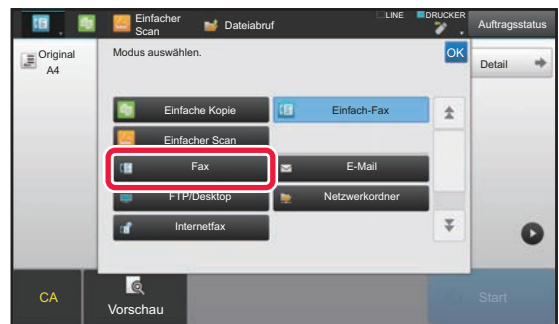 Einfacher Scan
Dateiabruf
LINE
DRUCKER
Auftragsstatus
Original
A4
Modus auswählen.
OK
Detail
Einfache Kopie
Einfach-Fax
Einfacher Scan
Fax
E-Mail
FTP/Desktop
Netzwerkordner
Internetfax
CA
Vorschau
Start